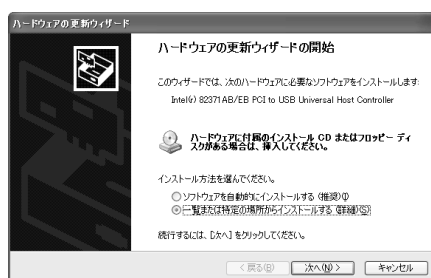 ハードウェアの更新ウィザード
ハードウェアの更新ウィザードの開始
このウィザードでは、次のハードウェアに必要なソフトウェアをインストールします:
Intel(r) 82371AB/EB PCI to USB Universal Host Controller
ハードウェアに付属のインストール CD またはフロッピー ディ
スクがある場合は、挿入してください。
インストール方法を選んでください。
ソフトウェアを自動的にインストールする (推奨)(I)
一覧または特定の場所からインストールする (詳細)(S)
続行するには、[次へ] をクリックしてください。
< 戻る(B) 次へ(N) > キャンセル